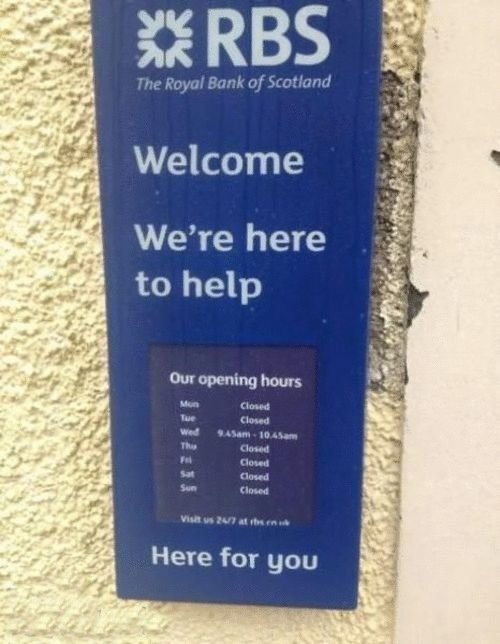 RBS
The Royal Bank of Scotland
Welcome
We're here
to help
Our opening hours
Mon Closed
Tue Closed
Wed 9.45am - 10.45am
Thu Closed
Fri Closed
Sat Closed
Sun Closed
Visit us 24/7 at rbs.co.uk
Here for you